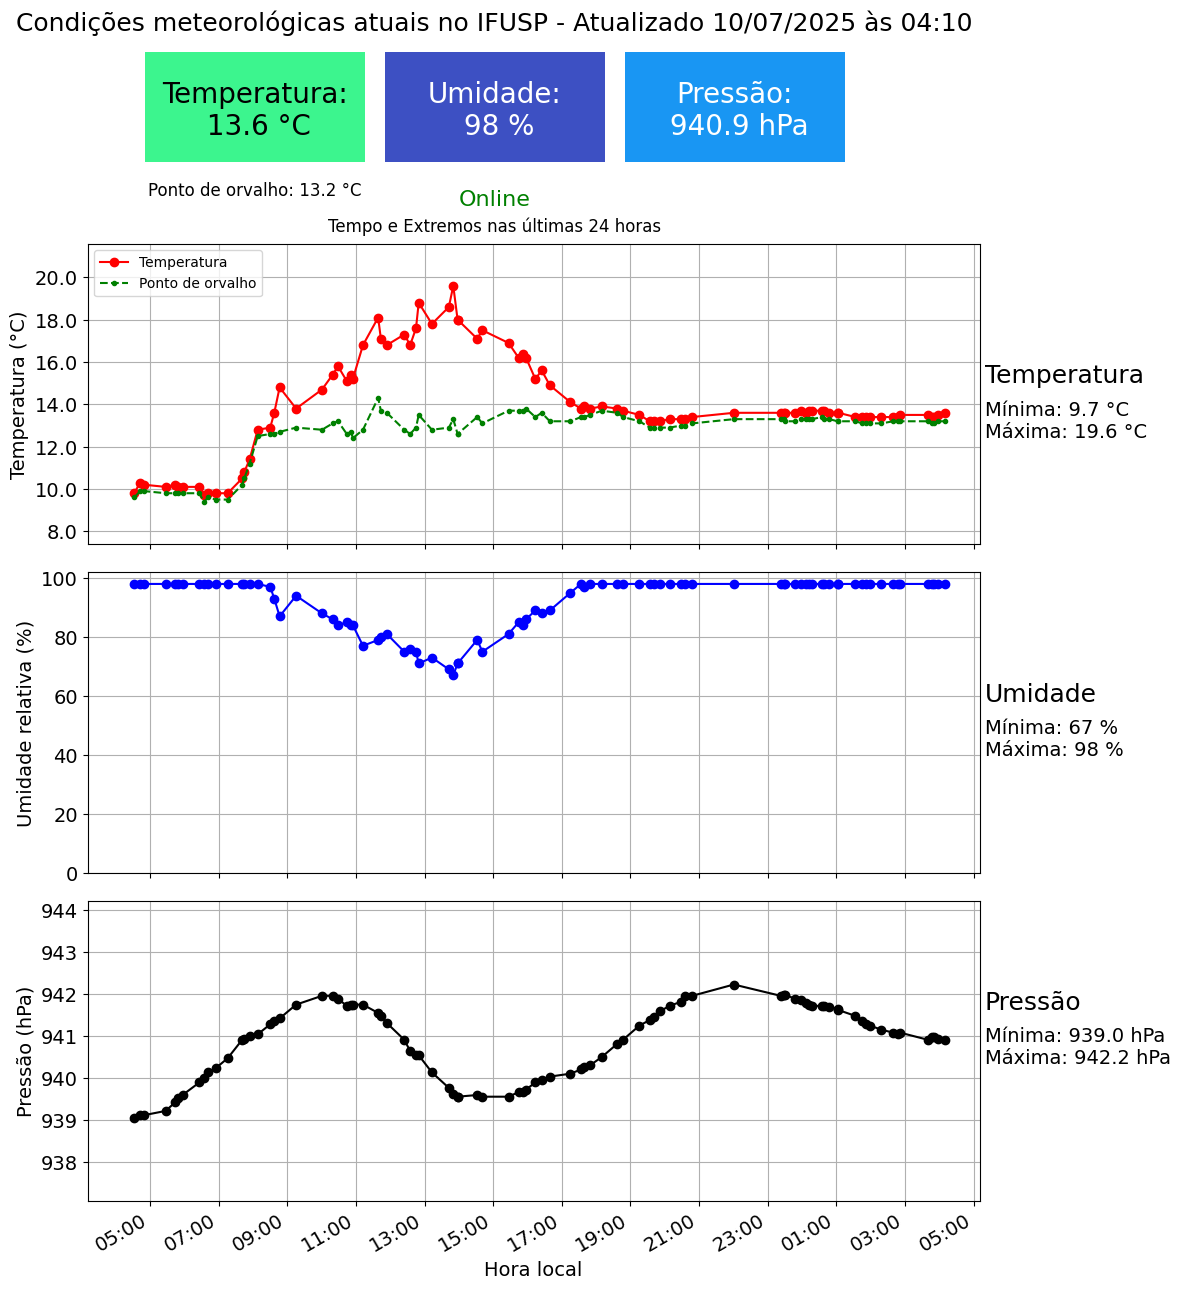 Condições meteorológicas atuais no IFUSP - Atualizado 10/07/2025 às 04:10
Temperatura:
13.6 °C
Umidade:
98 %
Pressão:
940.9 hPa
Ponto de orvalho: 13.2 °C
Online
Tempo e Extremos nas últimas 24 horas
Temperatura
Ponto de orvalho
Temperatura (°C)
20.0
18.0
16.0
14.0
12.0
10.0
8.0
Temperatura
Mínima: 9.7 °C
Máxima: 19.6 °C
Umidade relativa (%)
100
80
60
40
20
0
Umidade
Mínima: 67 %
Máxima: 98 %
Pressão (hPa)
944
943
942
941
940
939
938
Pressão
Mínima: 939.0 hPa
Máxima: 942.2 hPa
05:00 07:00 09:00 11:00 13:00 15:00 17:00 19:00 21:00 23:00 01:00 03:00 05:00
Hora local